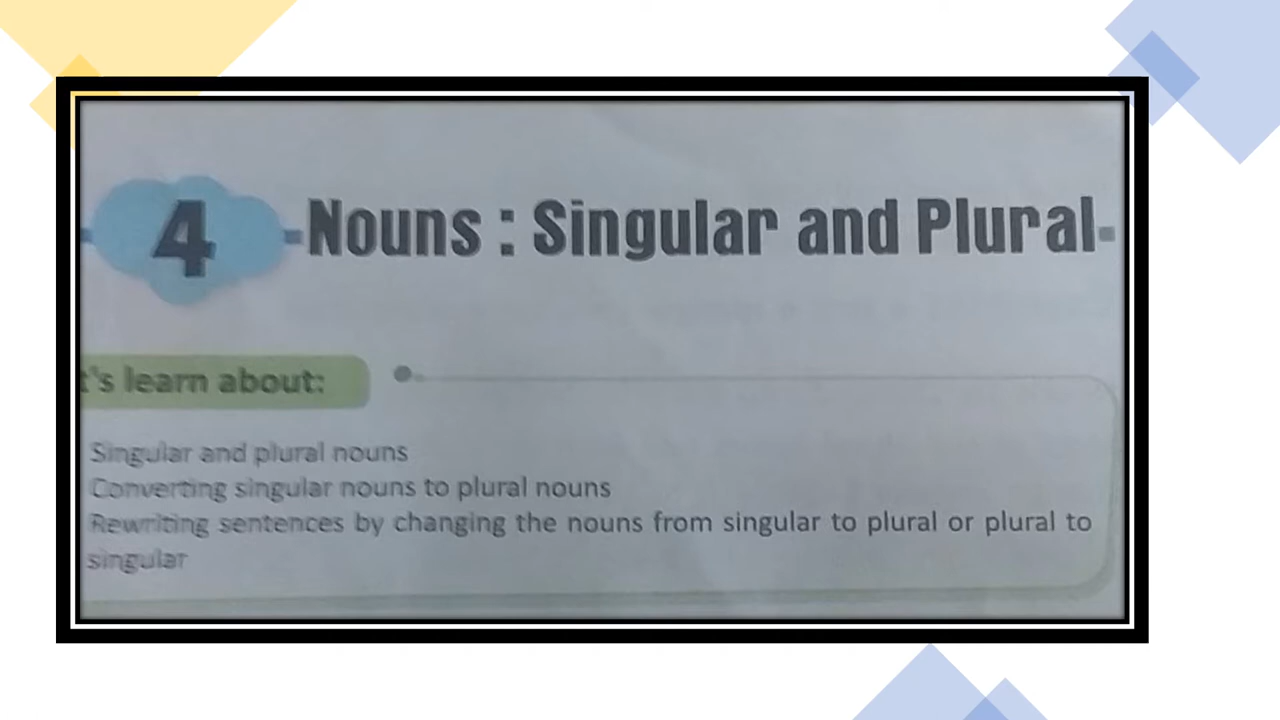 4 Nouns : Singular and Plural
t's learn about:
Singular and plural nouns
Converting singular nouns to plural nouns
Rewriting sentences by changing the nouns from singular to plural or plural to
singular